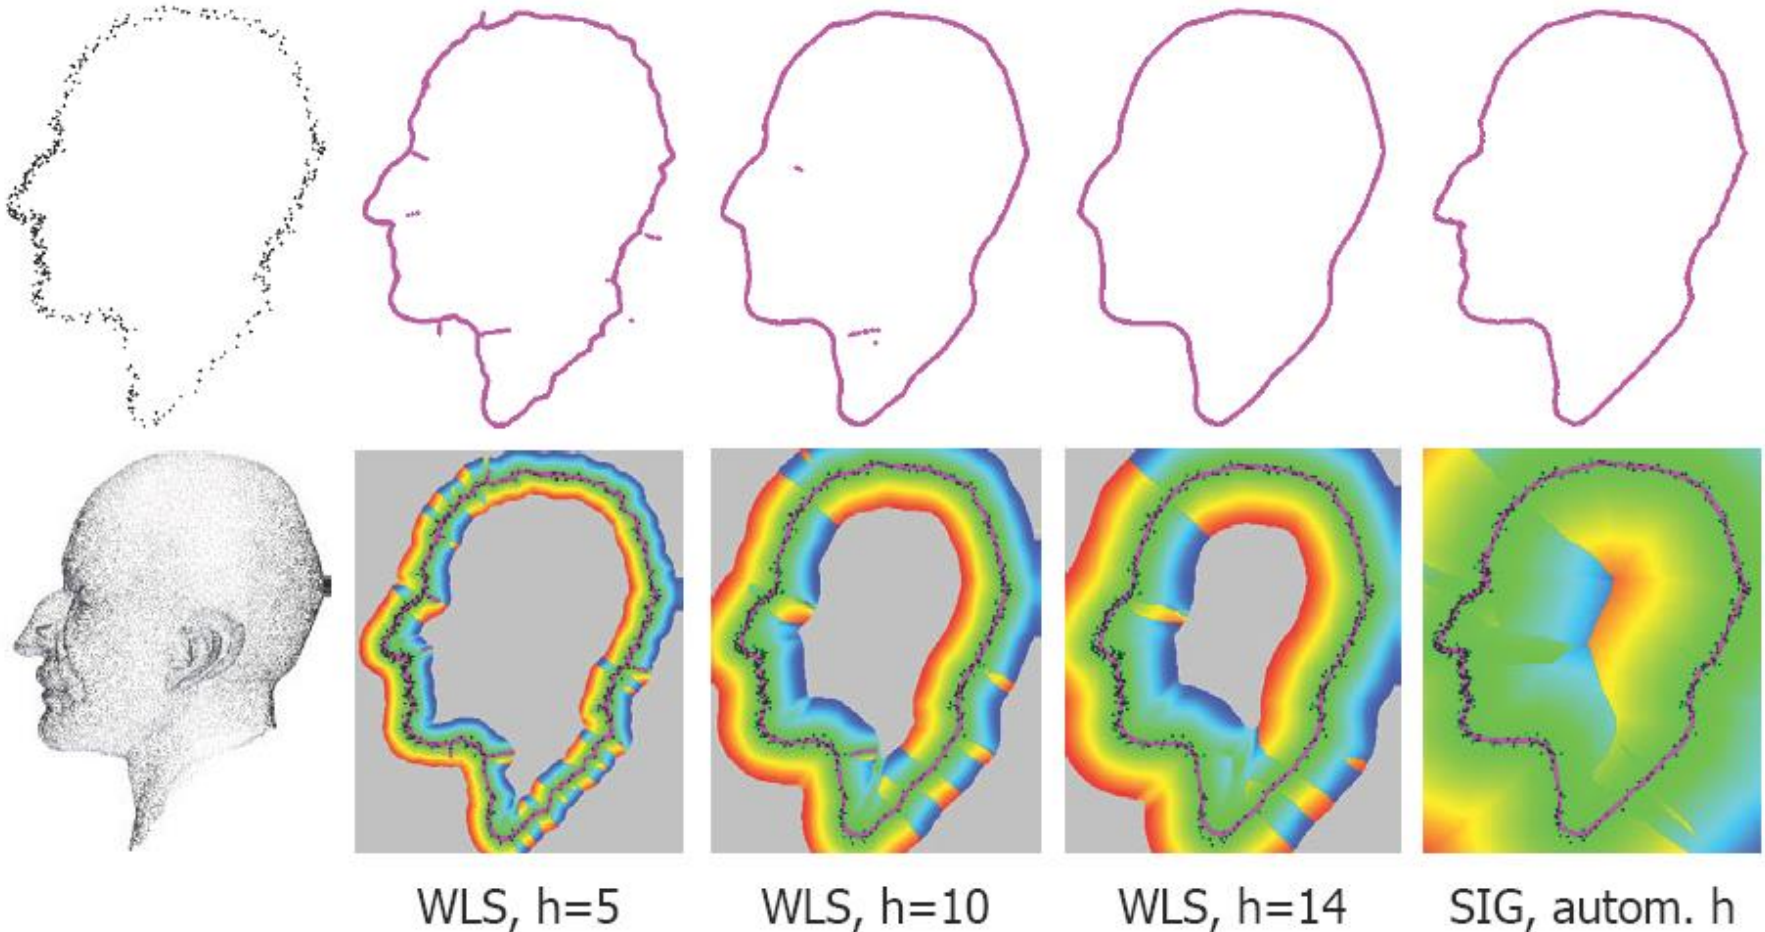 WLS, h=5
WLS, h=10
WLS, h=14
SIG, autom. h